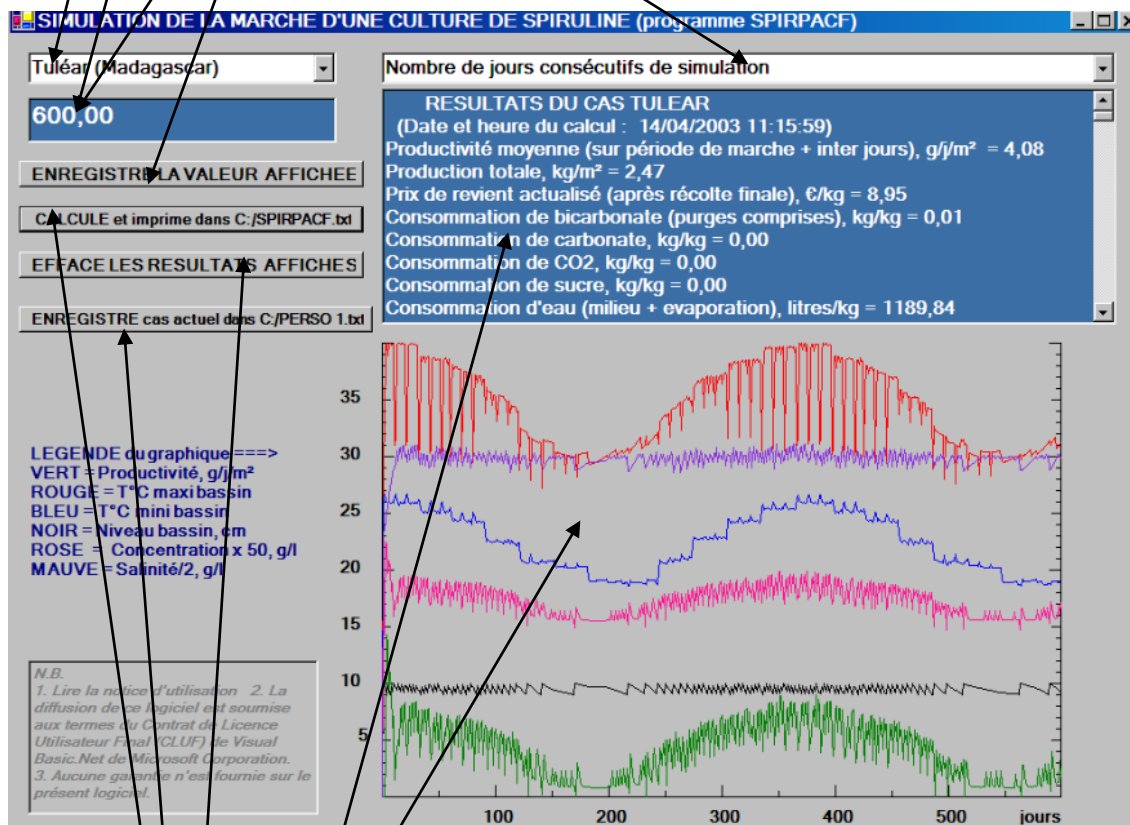 SIMULATION DE LA MARCHE D'UNE CULTURE DE SPIRULINE (programme SPIRPACF)
Tuléar (Madagascar)
600,00
ENREGISTRE LA VALEUR AFFICHEE
CALCULE et imprime dans C:/SPIRPACF.txt
EFFACE LES RESULTATS AFFICHES
ENREGISTRE cas actuel dans C:/PERSO 1.txt
Nombre de jours consécutifs de simulation
RESULTATS DU CAS TULEAR
(Date et heure du calcul : 14/04/2003 11:15:59)
Productivité moyenne (sur période de marche + inter jours), g/j/m² = 4,08
Production totale, kg/m² = 2,47
Prix de revient actualisé (après récolte finale), €/kg = 8,95
Consommation de bicarbonate (purges comprises), kg/kg = 0,01
Consommation de carbonate, kg/kg = 0,00
Consommation de CO2, kg/kg = 0,00
Consommation de sucre, kg/kg = 0,00
Consommation d'eau (milieu + evaporation), litres/kg = 1189,84
LEGENDE du graphique ===>
VERT = Productivité, g/j/m²
ROUGE = T°C maxi bassin
BLEU = T°C mini bassin
NOIR = Niveau bassin, cm
ROSE = Concentration x 50, g/l
MAUVE = Salinité/2, g/l
N.B.
1. Lire la notice d'utilisation 2. La
diffusion de ce logiciel est soumise
aux termes du Contrat de Licence
Utilisateur Final (CLUF) de Visual
Basic.Net de Microsoft Corporation.
3. Aucune garantie n'est fournie sur le
présent logiciel.
35
30
25
20
15
10
5
100 200 300 400 500 jours